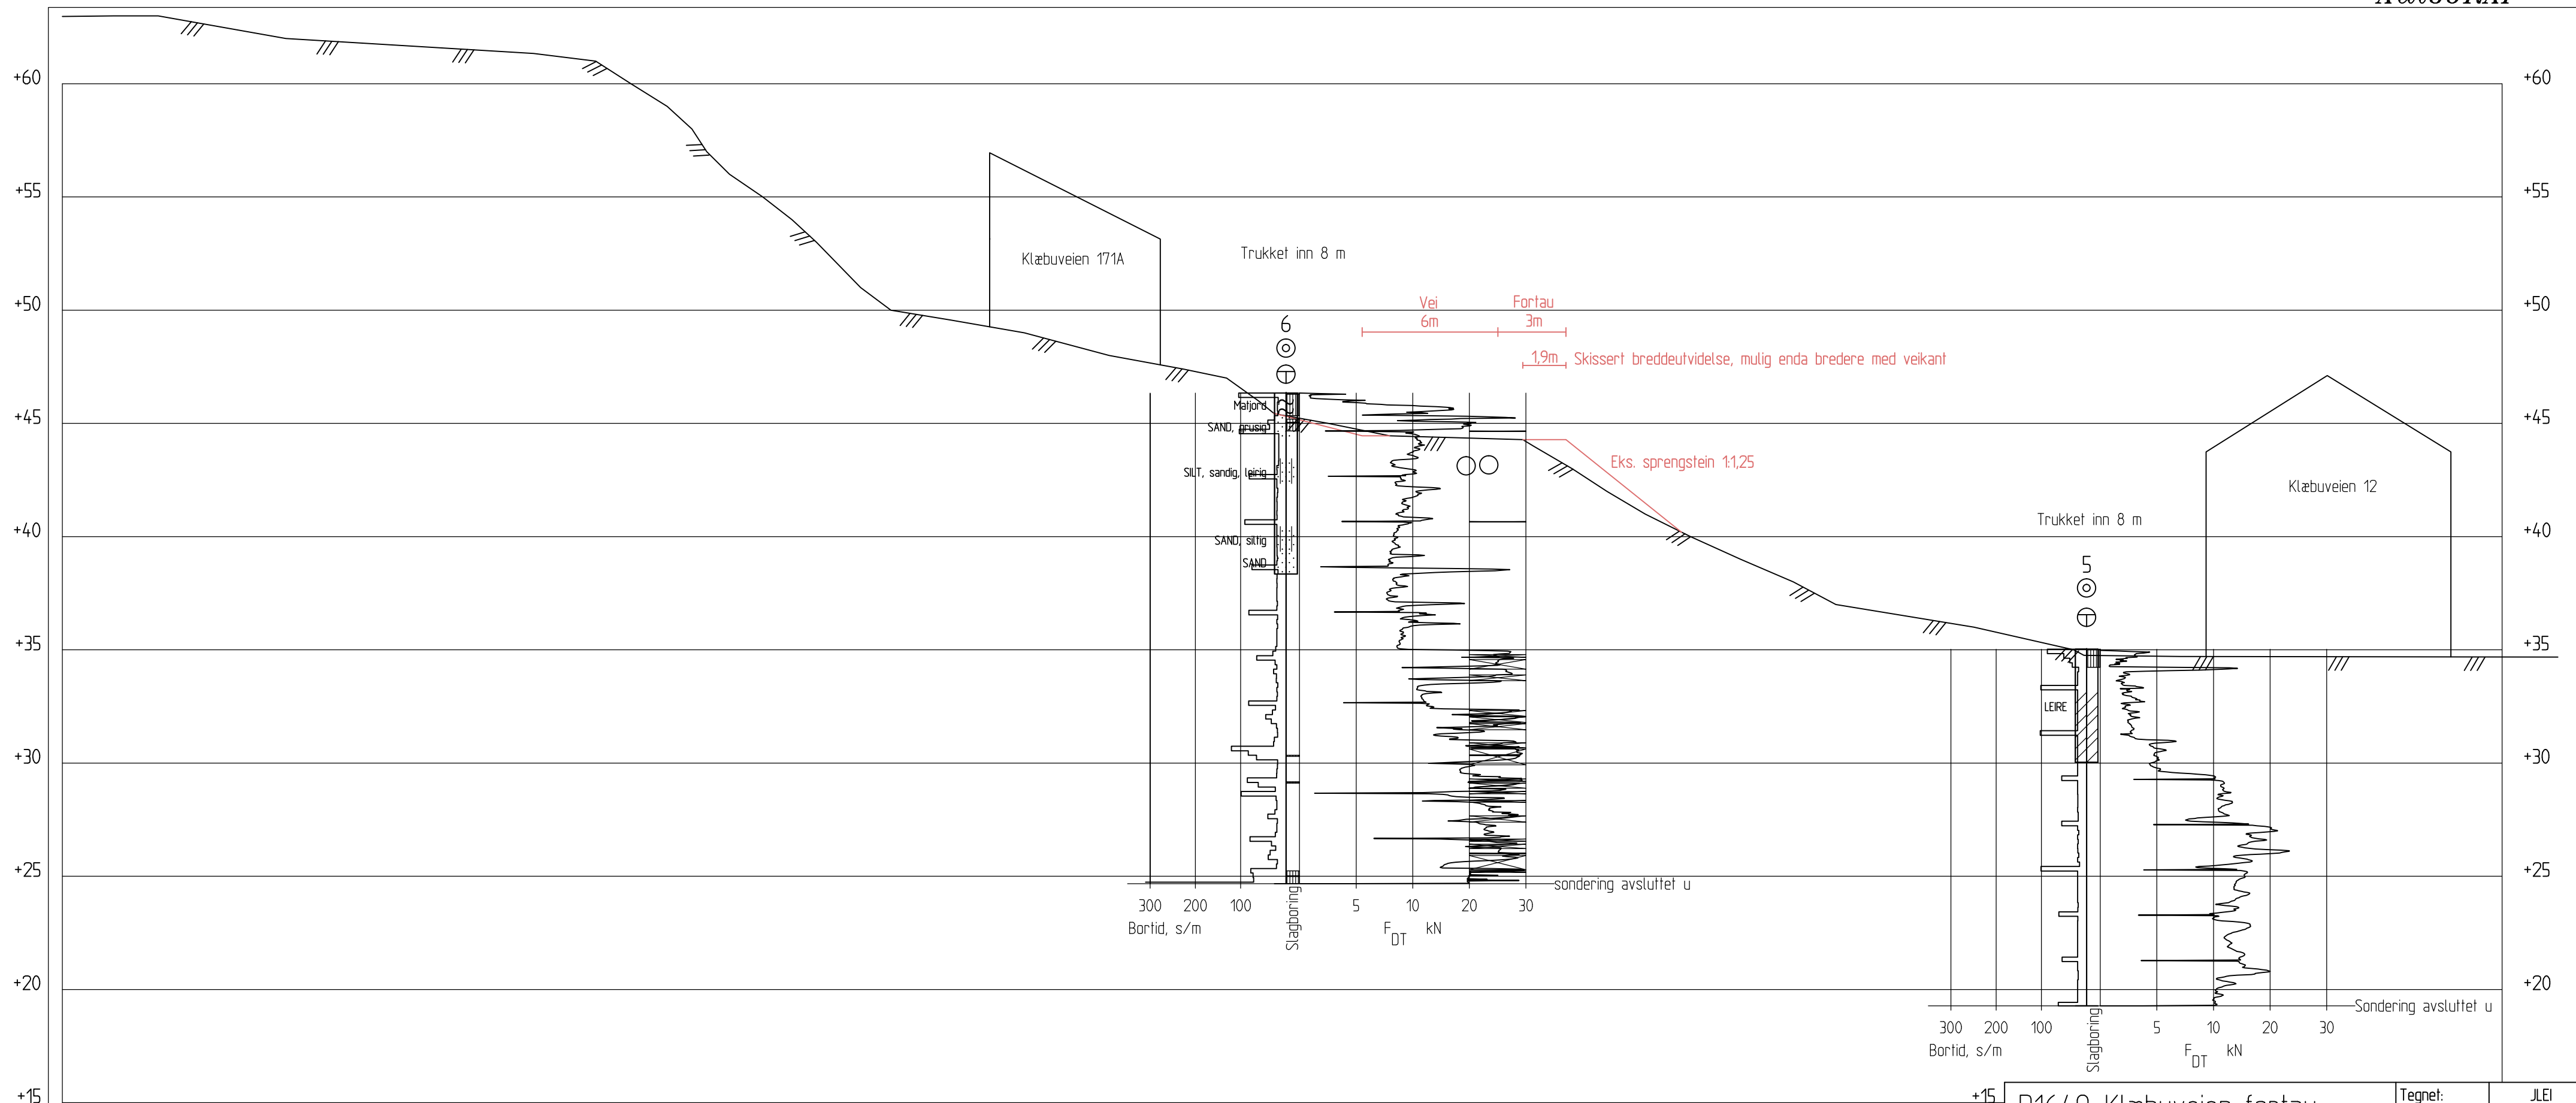 +60 +60
+55 +55
Klæbuveien 171A
Trukket inn 8 m
+50 +50
Vei Fortau
6m 3m
6
1,9m Skissert breddeutvidelse, mulig enda bredere med veikant
+45 +45
Matjord
SAND, grusig
SILT, sandig, leirig
Eks. sprengstein 1:1,25
Klæbuveien 12
Trukket inn 8 m
+40 +40
SAND, siltig
SAND
5
+35 +35
LEIRE
+30 +30
+25 +25
sondering avsluttet u
300 200 100 5 10 20 30
Bortid, s/m Slagboring F DT kN
+20 +20
Sondering avsluttet u
300 200 100 5 10 20 30
Bortid, s/m Slagboring F DT kN
+15 +15
Klæbuveien fortau
Tegnet: JLEI